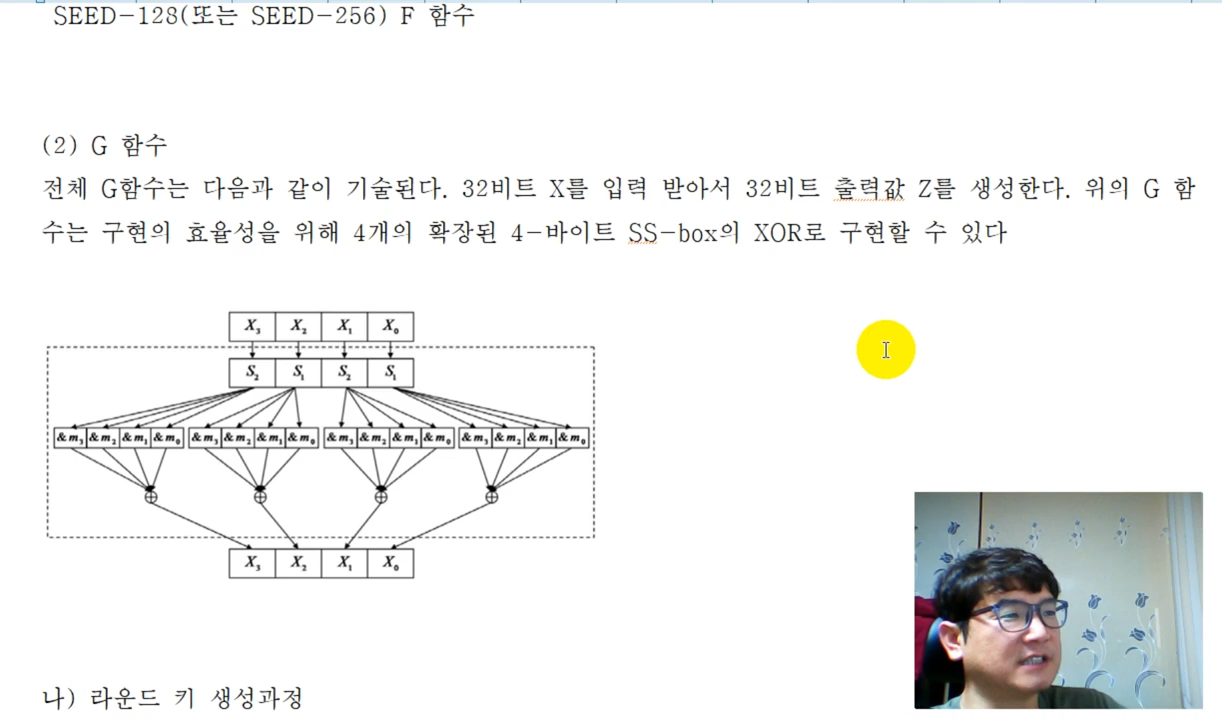 SEED-128(또는 SEED-256) F 함수
(2) G 함수
전체 G함수는 다음과 같이 기술된다. 32비트 X를 입력 받아서 32비트 출력값 Z를 생성한다. 위의 G 함
수는 구현의 효율성을 위해 4개의 확장된 4-바이트 SS-box의 XOR로 구현할 수 있다
X₃ X₂ X₁ X₀
S₂ S₁ S₂ S₁
&m₃ &m₂ &m₁ &m₀ &m₃ &m₂ &m₁ &m₀ &m₃ &m₂ &m₁ &m₀ &m₃ &m₂ &m₁ &m₀
X₃ X₂ X₁ X₀
나) 라운드 키 생성과정